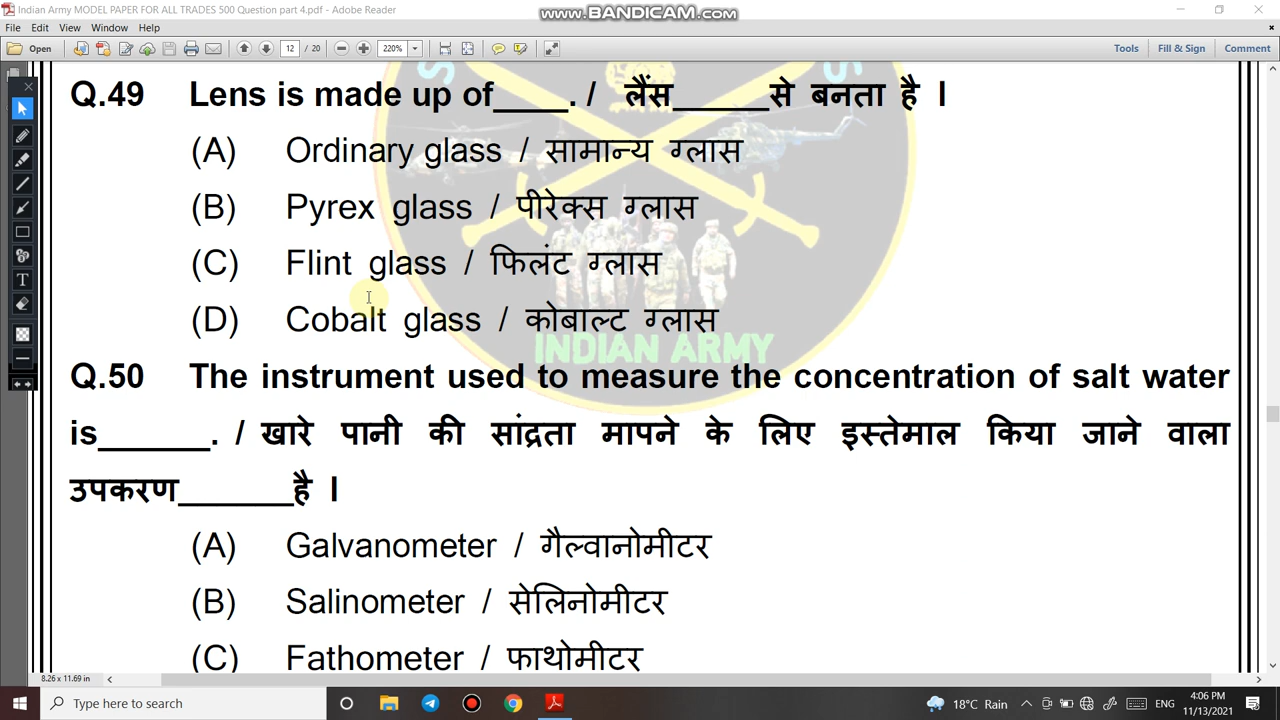 Indian Army MODEL PAPER FOR ALL TRADES 500 Question part 4.pdf - Adobe Reader
www.BANDICAM.com
File Edit View Window Help
Open 12 / 20 220% Tools Fill & Sign Comment
Q.49 Lens is made up of____. / लैंस_____से बनता है I
(A) Ordinary glass / सामान्य ग्लास
(B) Pyrex glass / पीरेक्स ग्लास
(C) Flint glass / फिलंट ग्लास
(D) Cobalt glass / कोबाल्ट ग्लास
INDIAN ARMY
Q.50 The instrument used to measure the concentration of salt water
is______. / खारे पानी की सांद्रता मापने के लिए इस्तेमाल किया जाने वाला
उपकरण______है I
(A) Galvanometer / गैल्वानोमीटर
(B) Salinometer / सेलिनोमीटर
(C) Fathometer / फाथोमीटर
8.26 x 11.69 in
Type here to search
18°C Rain ENG 4:06 PM
11/13/2021